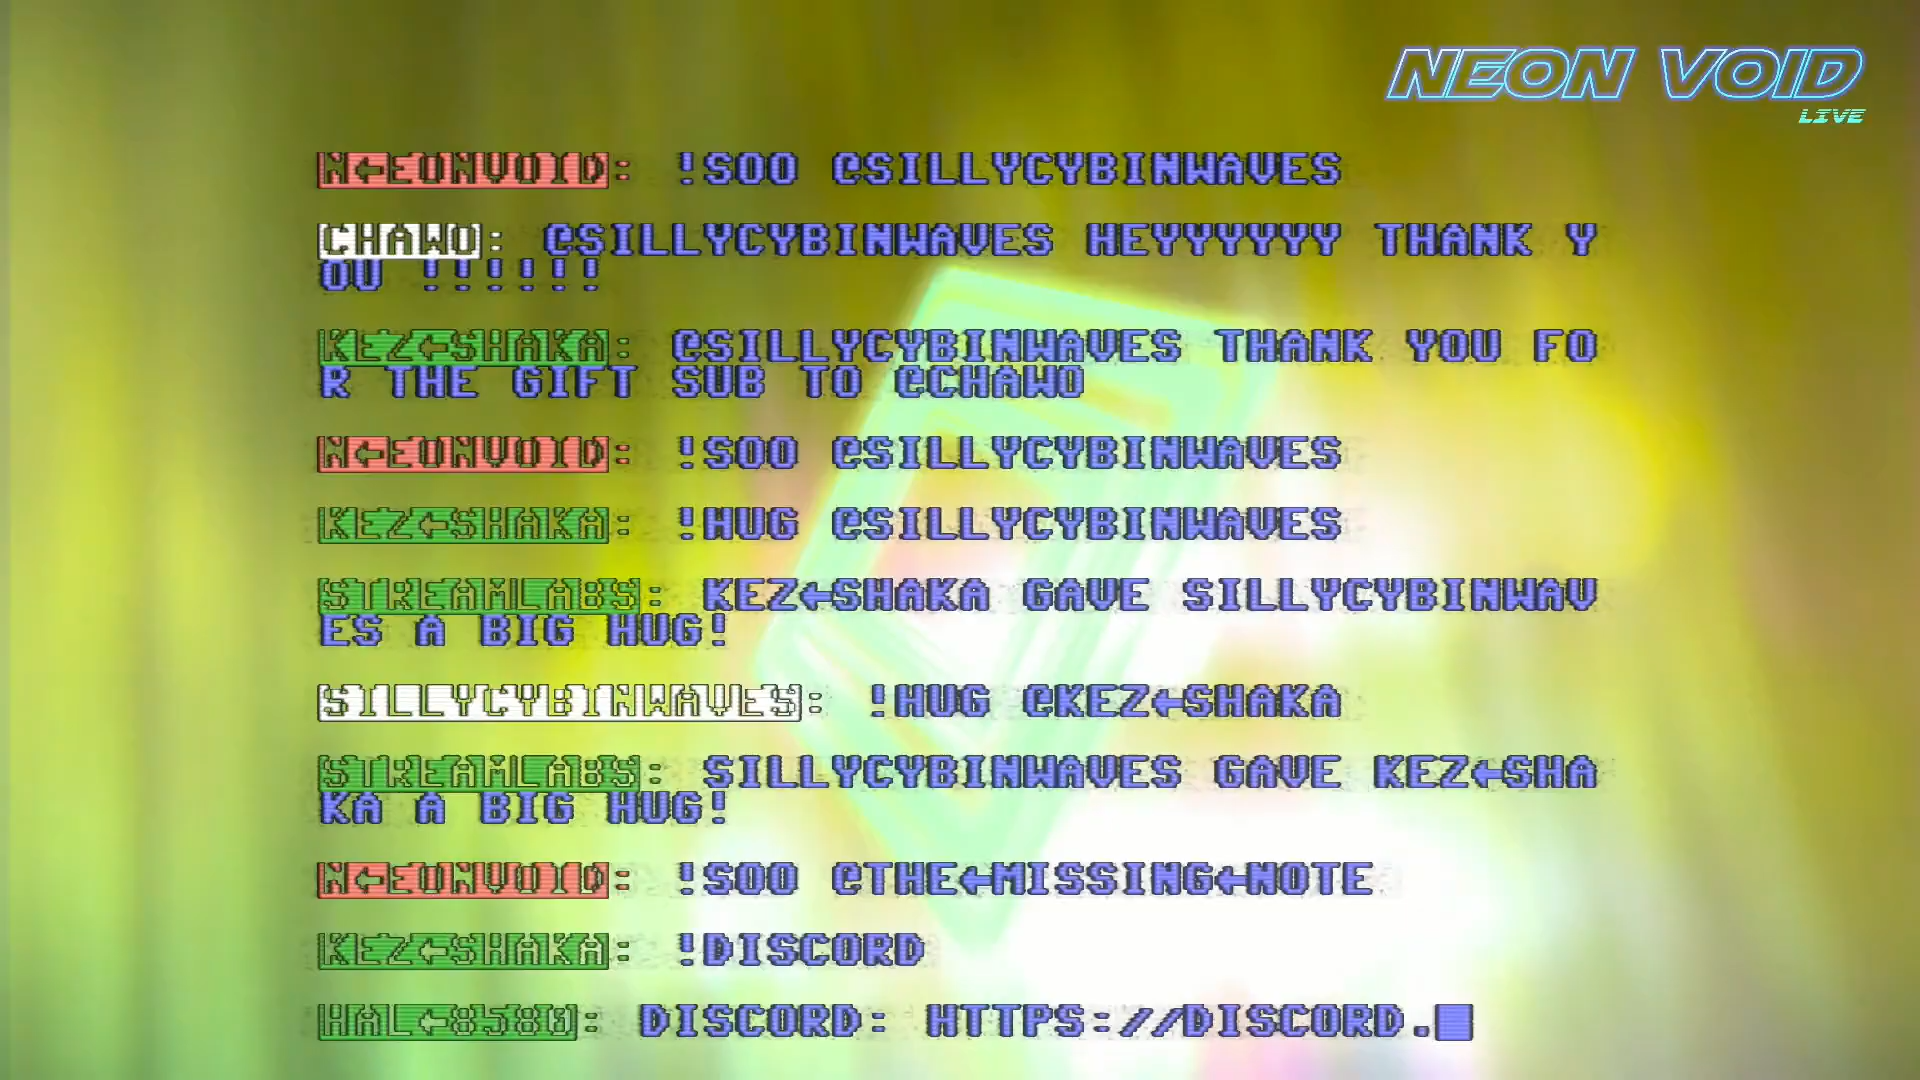 NEON VOID
LIVE
N←EONVOID: !SOO @SILLYCYBINWAVES
CHAWO: @SILLYCYBINWAVES HEYYYYYY THANK Y
OU !!!!!!
KEZ←SHAKA: @SILLYCYBINWAVES THANK YOU FO
R THE GIFT SUB TO @CHAWO
N←EONVOID: !SOO @SILLYCYBINWAVES
KEZ←SHAKA: !HUG @SILLYCYBINWAVES
STREAMLABS: KEZ←SHAKA GAVE SILLYCYBINWAV
ES A BIG HUG!
SILLYCYBINWAVES: !HUG @KEZ←SHAKA
STREAMLABS: SILLYCYBINWAVES GAVE KEZ←SHA
KA A BIG HUG!
N←EONVOID: !SOO @THE←MISSING←NOTE
KEZ←SHAKA: !DISCORD
HAL←8580: DISCORD: HTTPS://DISCORD.